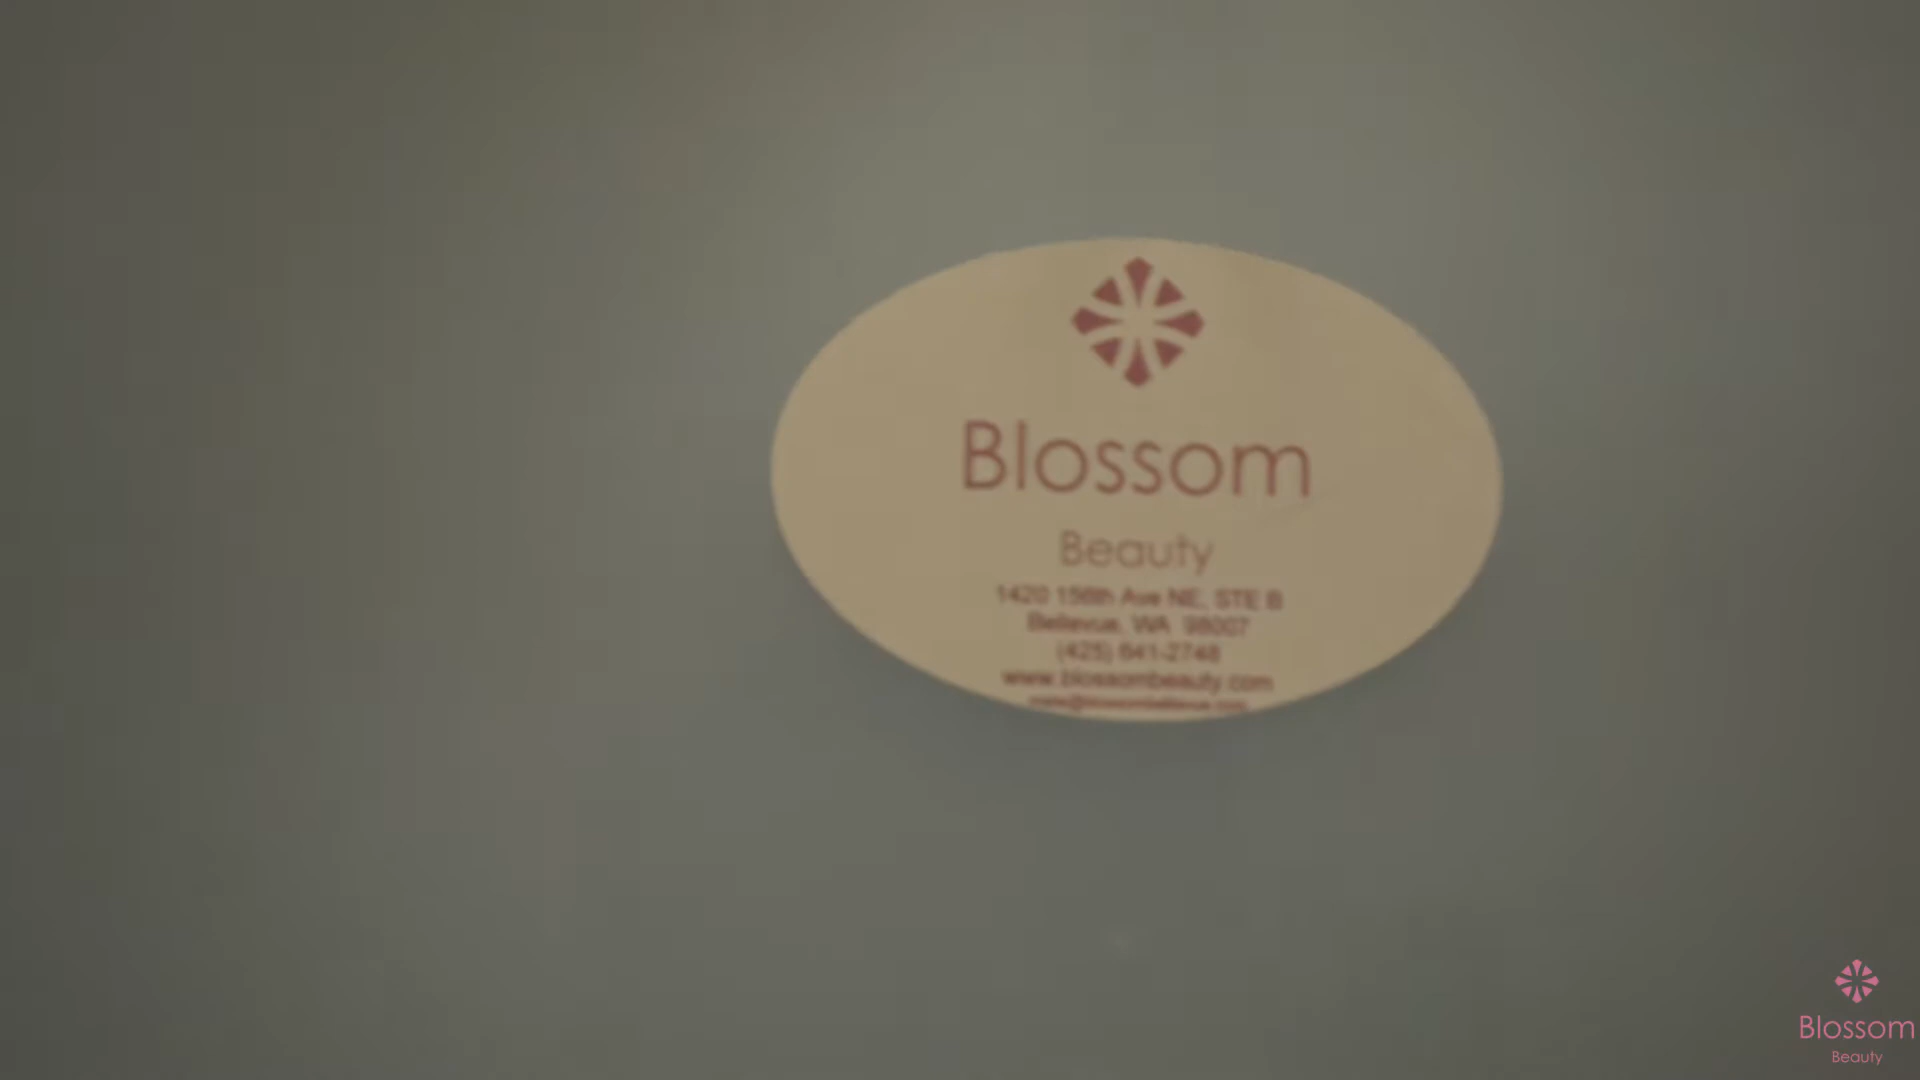 Blossom
Beauty
1420 156th Ave NE, STE B
Bellevue, WA 98007
(425) 641-2748
www.blossombeauty.com
Blossom
Beauty